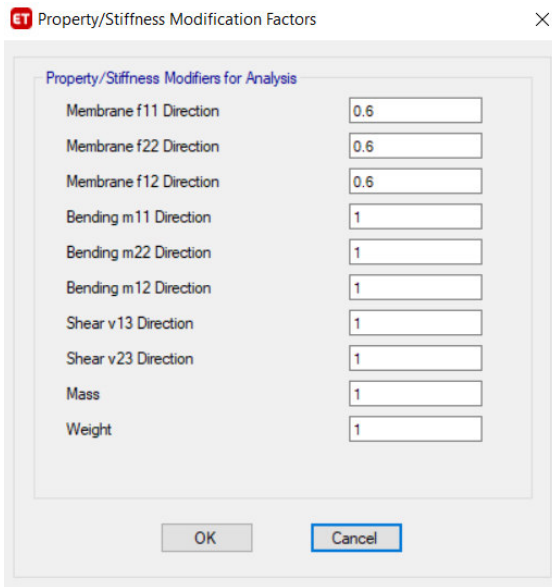 ET Property/Stiffness Modification Factors
Property/Stiffness Modifiers for Analysis
Membrane f11 Direction 0.6
Membrane f22 Direction 0.6
Membrane f12 Direction 0.6
Bending m11 Direction 1
Bending m22 Direction 1
Bending m12 Direction 1
Shear v13 Direction 1
Shear v23 Direction 1
Mass 1
Weight 1
OK Cancel